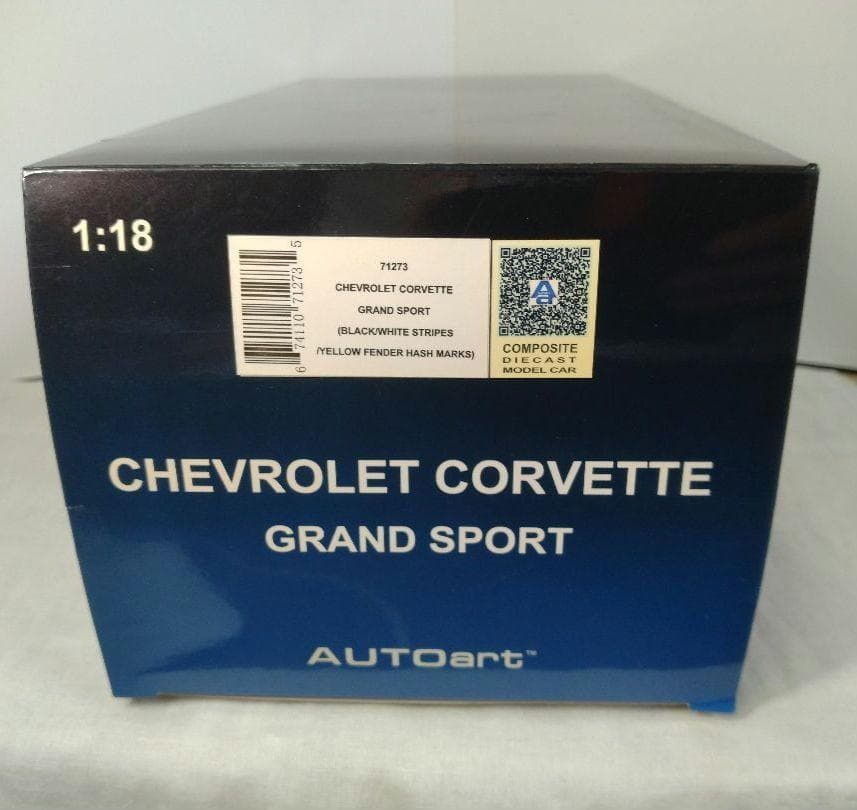 1:18
6 74110 71273 5
71273
CHEVROLET CORVETTE
GRAND SPORT
(BLACK/WHITE STRIPES
/YELLOW FENDER HASH MARKS)
COMPOSITE
DIECAST
MODEL CAR
CHEVROLET CORVETTE
GRAND SPORT
AUTOart™